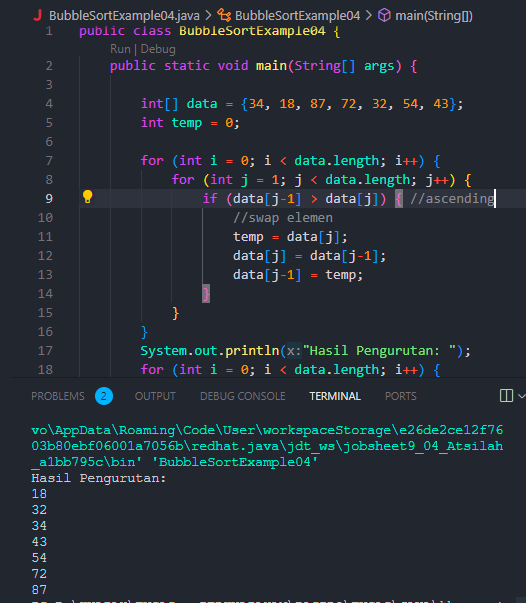 J BubbleSortExample04.java > BubbleSortExample04 > main(String[])
1 public class BubbleSortExample04 {
Run | Debug
2 public static void main(String[] args) {
3
4 int[] data = {34, 18, 87, 72, 32, 54, 43};
5 int temp = 0;
6
7 for (int i = 0; i < data.length; i++) {
8 for (int j = 1; j < data.length; j++) {
9 if (data[j-1] > data[j]) { //ascending
10 //swap elemen
11 temp = data[j];
12 data[j] = data[j-1];
13 data[j-1] = temp;
14 }
15 }
16 }
17 System.out.println(x:"Hasil Pengurutan: ");
18 for (int i = 0; i < data.length; i++) {
PROBLEMS 2 OUTPUT DEBUG CONSOLE TERMINAL PORTS
vo\AppData\Roaming\Code\User\workspaceStorage\e26de2ce12f76
03b80ebf06001a7056b\redhat.java\jdt_ws\jobsheet9_04_Atsilah
_a1bb795c\bin' 'BubbleSortExample04'
Hasil Pengurutan:
18
32
34
43
54
72
87